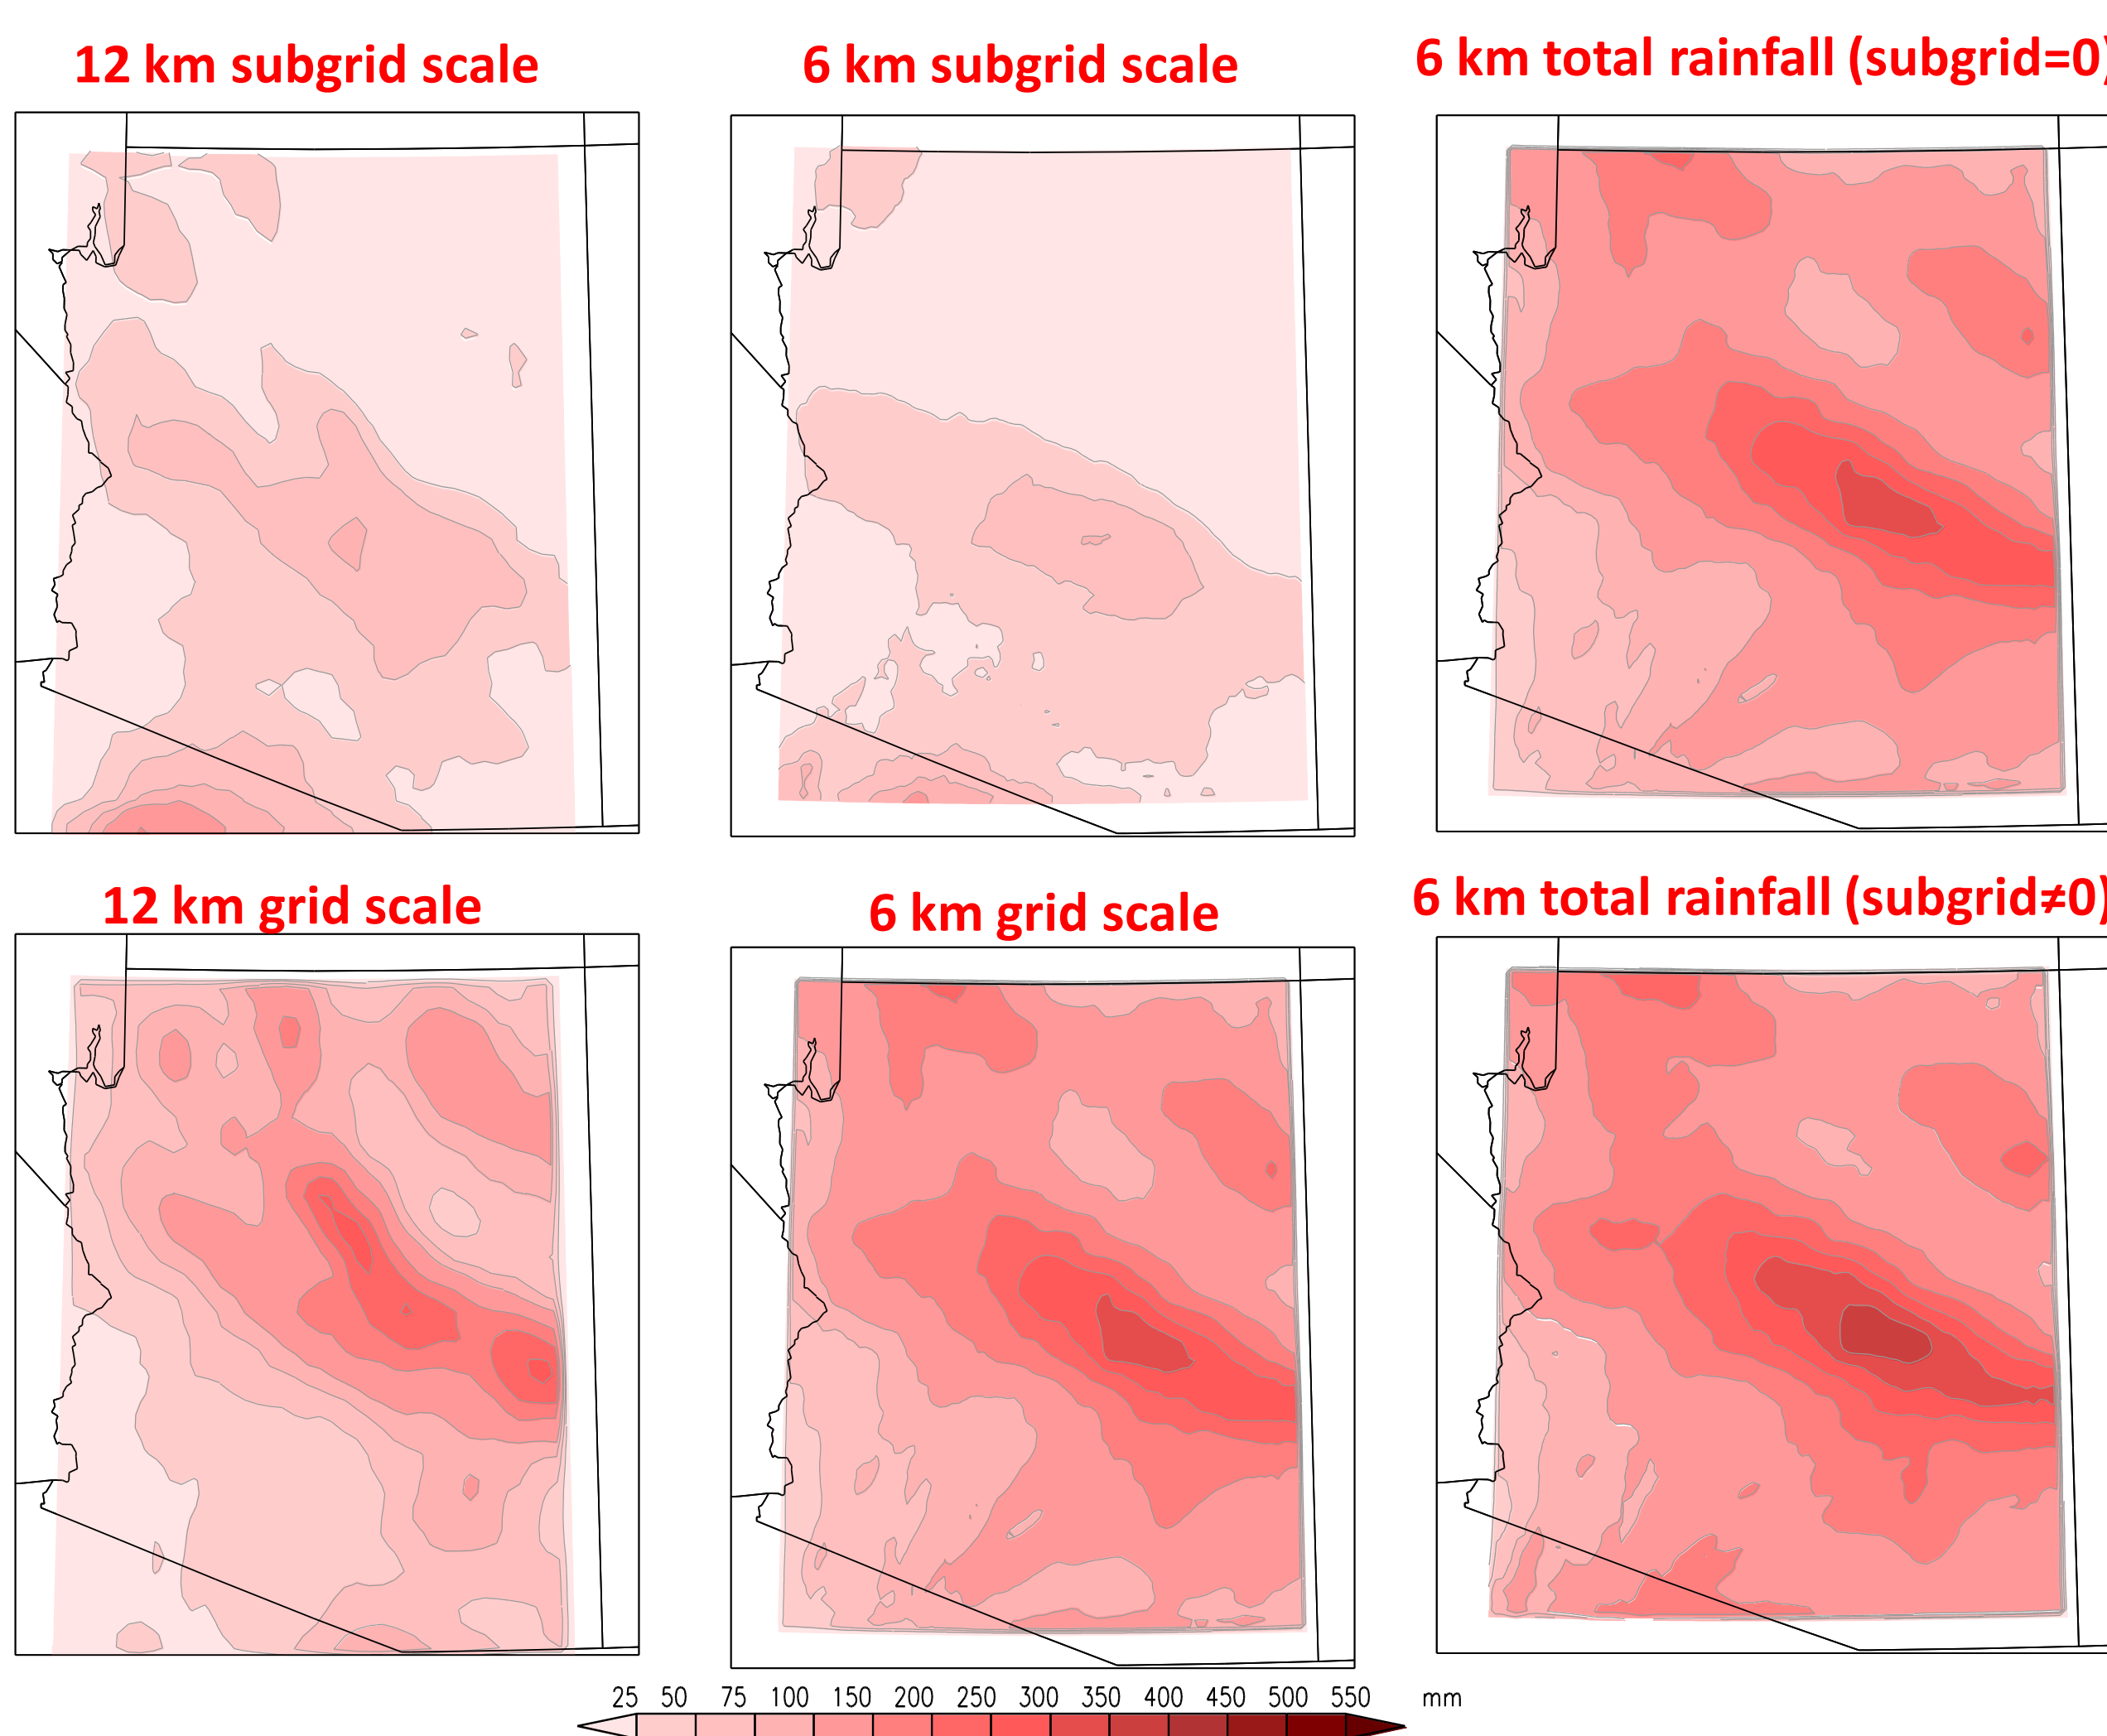 12 km subgrid scale
6 km subgrid scale
6 km total rainfall (subgrid=0)
12 km grid scale
6 km grid scale
6 km total rainfall (subgrid≠0)
25 50 75 100 150 200 250 300 350 400 450 500 550 mm